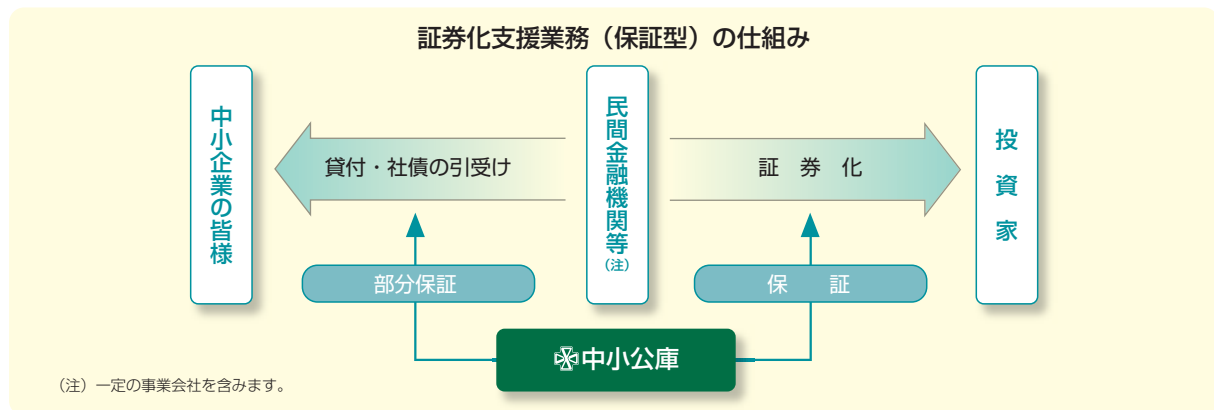 証券化支援業務（保証型）の仕組み
中小企業の皆様
貸付・社債の引受け
民間金融機関等
（注）
証　券　化
投資家
部分保証
保　　証
中小公庫
（注）一定の事業会社を含みます。